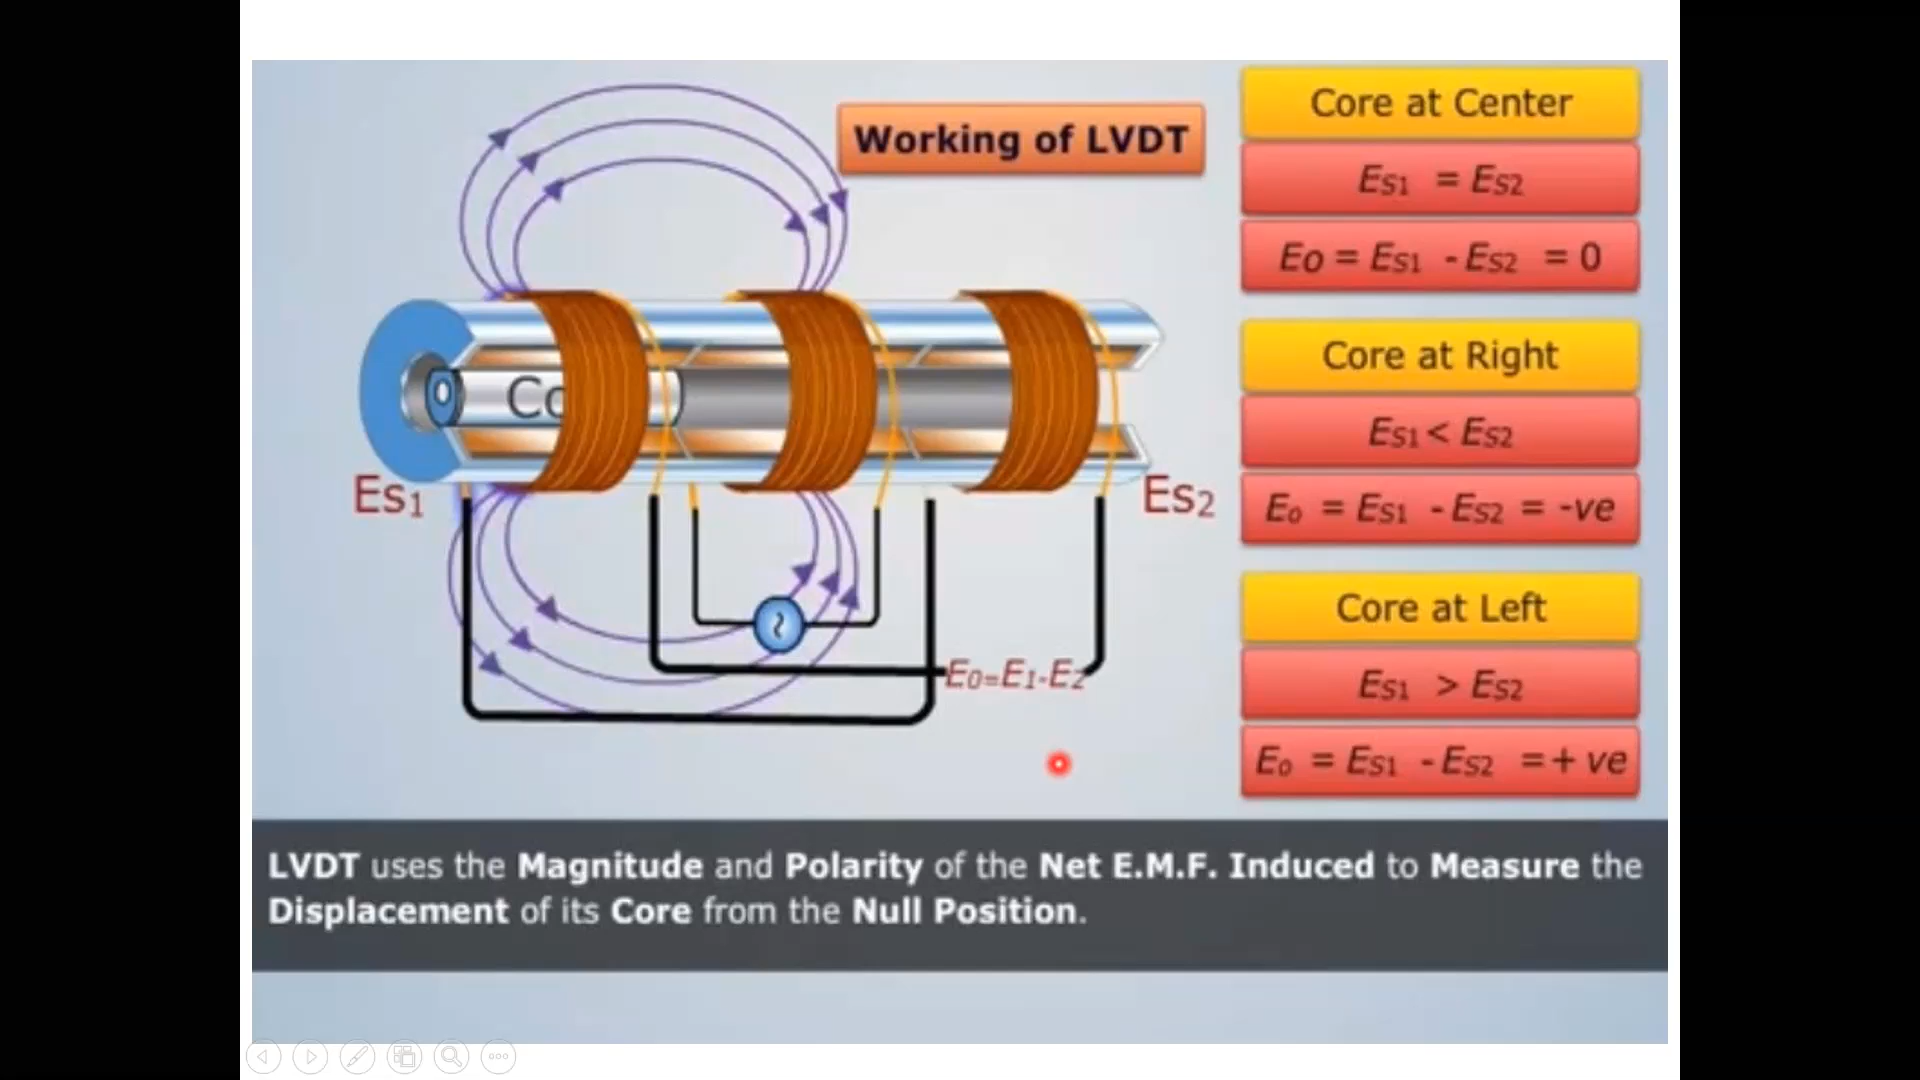 Working of LVDT
Co
Es1
Es2
E0=E1-E2
Core at Center
ES1 = ES2
Eo = ES1 - ES2 = 0
Core at Right
ES1 < ES2
Eo = ES1 - ES2 = -ve
Core at Left
ES1 > ES2
Eo = ES1 - ES2 = + ve
LVDT uses the Magnitude and Polarity of the Net E.M.F. Induced to Measure the
Displacement of its Core from the Null Position.